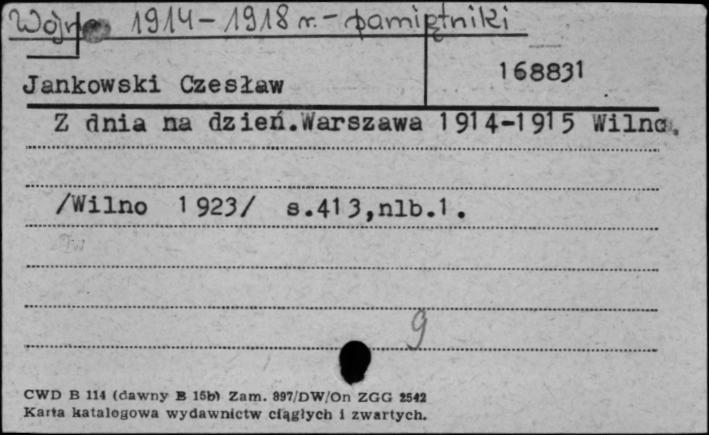 Wojna 1914-1918 r. - pamiętniki
168831
Jankowski Czesław
Z dnia na dzień.Warszawa 1914-1915 Wilno.
/Wilno 1923/ s.413,nlb.1.
9
CWD B 114 (dawny B 15b) Zam. 897/DW/On ZGG 2542
Karta katalogowa wydawnictw ciągłych i zwartych.